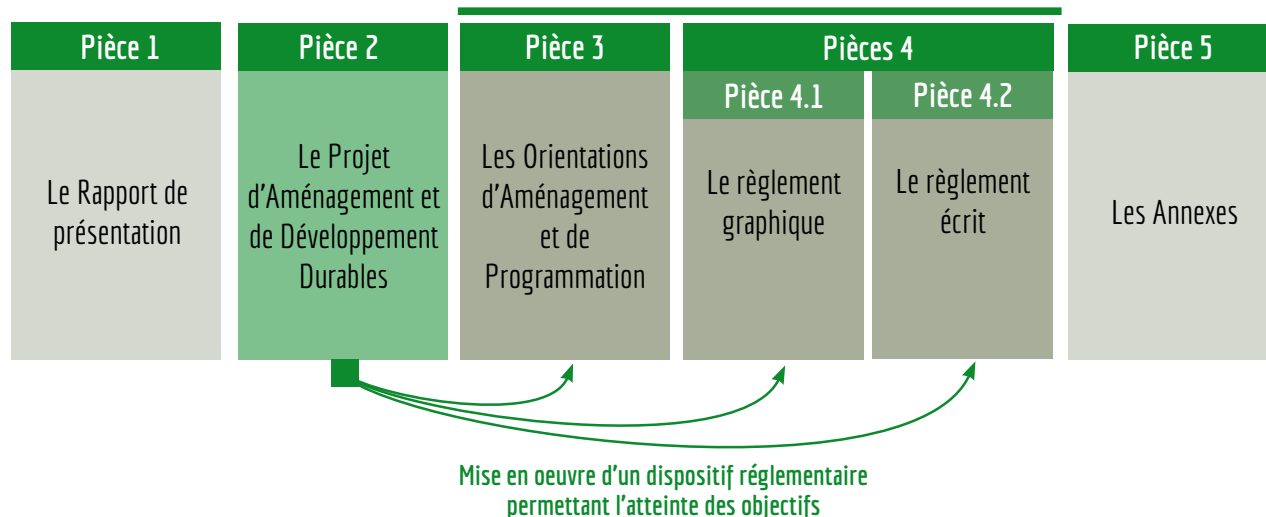 Pièce 1
Le Rapport de
présentation
Pièce 2
Le Projet
d'Aménagement et
de Développement
Durables
Pièce 3
Les Orientations
d'Aménagement
et de
Programmation
Pièces 4
Pièce 4.1
Le règlement
graphique
Pièce 4.2
Le règlement
écrit
Pièce 5
Les Annexes
Mise en oeuvre d'un dispositif réglementaire
permettant l'atteinte des objectifs